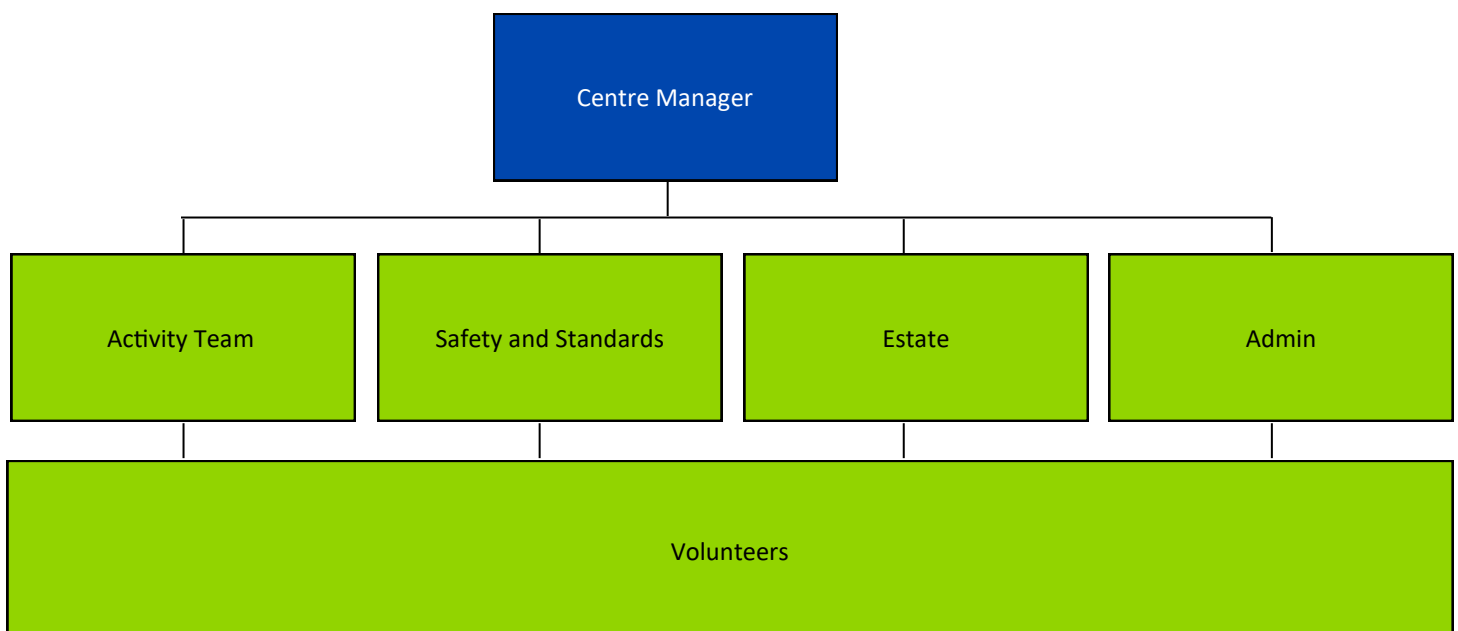 Centre Manager
Activity Team
Safety and Standards
Estate
Admin
Volunteers